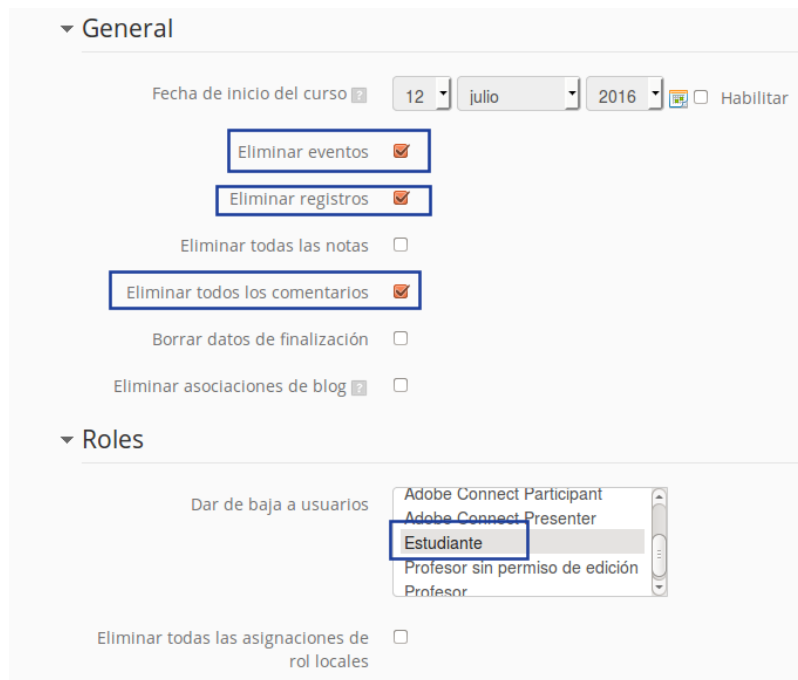 General
Fecha de inicio del curso ? 12 julio 2016 Habilitar
Eliminar eventos
Eliminar registros
Eliminar todas las notas
Eliminar todos los comentarios
Borrar datos de finalización
Eliminar asociaciones de blog ?
Roles
Dar de baja a usuarios
Adobe Connect Participant
Adobe Connect Presenter
Estudiante
Profesor sin permiso de edición
Profesor
Eliminar todas las asignaciones de
rol locales